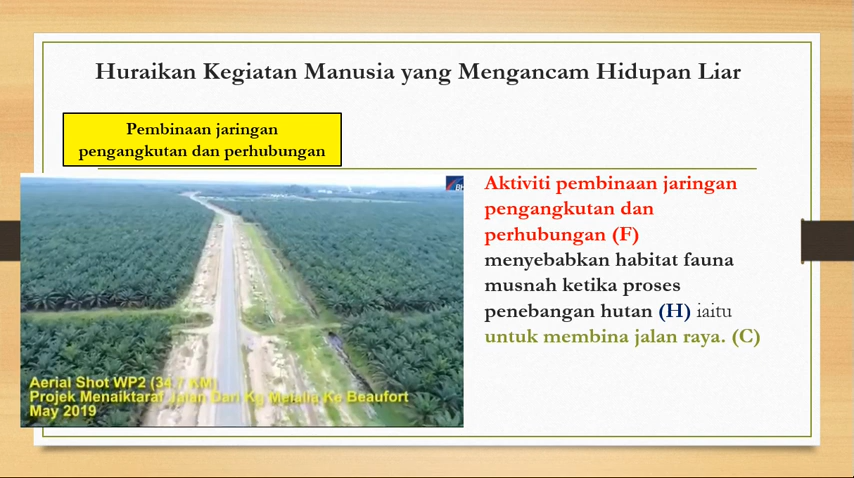 Huraikan Kegiatan Manusia yang Mengancam Hidupan Liar
Pembinaan jaringan
pengangkutan dan perhubungan
Aktiviti pembinaan jaringan
pengangkutan dan
perhubungan (F)
menyebabkan habitat fauna
musnah ketika proses
penebangan hutan (H) iaitu
untuk membina jalan raya. (C)
Aerial Shot WP2 (34.7 KM)
Projek Menaiktaraf Jalan Dari Kg Melalia Ke Beaufort
May 2019